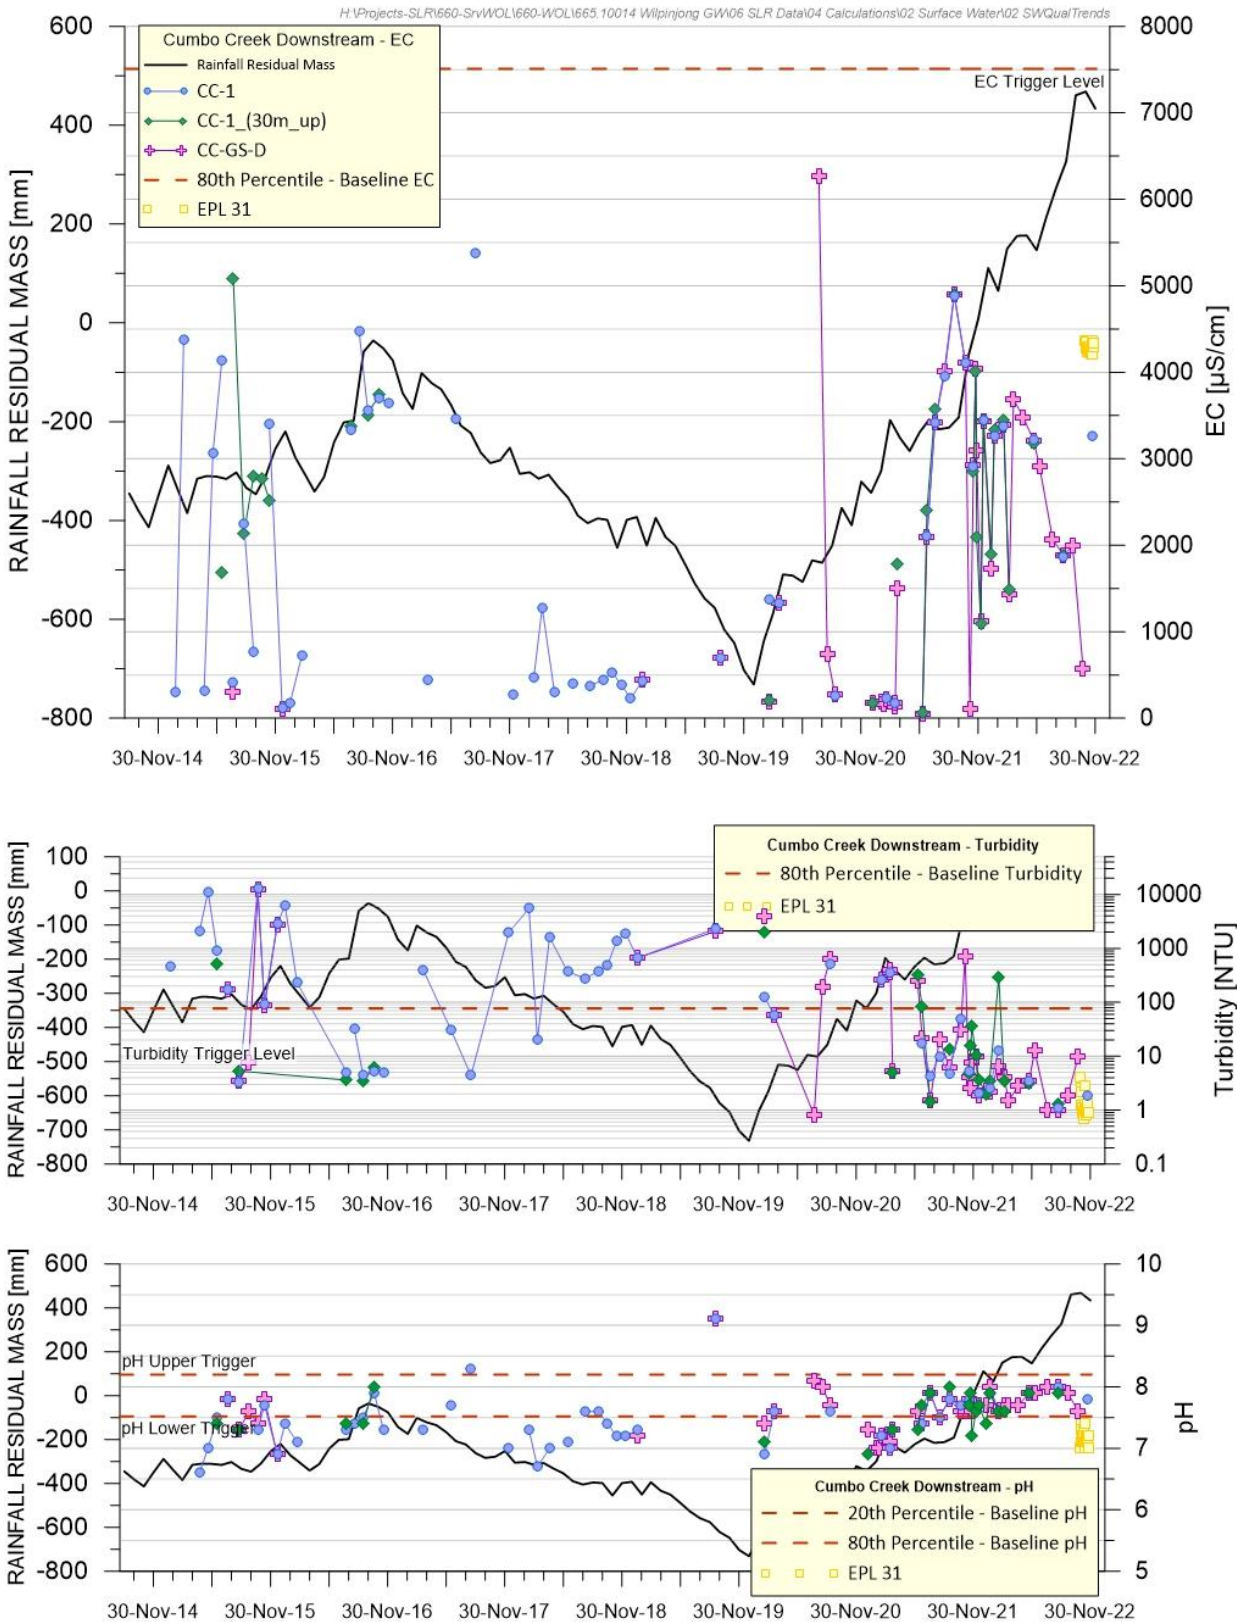 H:\Projects-SLR\660-SrvWOL\660-WOL\665.10014 Wilpinjong GW\06 SLR Data\04 Calculations\02 Surface Water\02 SWQualTrends
Cumbo Creek Downstream - EC
Rainfall Residual Mass
CC-1
CC-1_(30m_up)
CC-GS-D
80th Percentile - Baseline EC
EPL 31
EC Trigger Level
RAINFALL RESIDUAL MASS [mm]
600
400
200
0
-200
-400
-600
-800
EC [µS/cm]
8000
7000
6000
5000
4000
3000
2000
1000
0
30-Nov-14 30-Nov-15 30-Nov-16 30-Nov-17 30-Nov-18 30-Nov-19 30-Nov-20 30-Nov-21 30-Nov-22
Cumbo Creek Downstream - Turbidity
80th Percentile - Baseline Turbidity
EPL 31
Turbidity Trigger Level
RAINFALL RESIDUAL MASS [mm]
100
0
-100
-200
-300
-400
-500
-600
-700
-800
Turbidity [NTU]
10000
1000
100
10
1
0.1
30-Nov-14 30-Nov-15 30-Nov-16 30-Nov-17 30-Nov-18 30-Nov-19 30-Nov-20 30-Nov-21 30-Nov-22
pH Upper Trigger
pH Lower Trigger
RAINFALL RESIDUAL MASS [mm]
600
400
200
0
-200
-400
-600
-800
pH
10
9
8
7
6
5
Cumbo Creek Downstream - pH
20th Percentile - Baseline pH
80th Percentile - Baseline pH
EPL 31
30-Nov-14 30-Nov-15 30-Nov-16 30-Nov-17 30-Nov-18 30-Nov-19 30-Nov-20 30-Nov-21 30-Nov-22